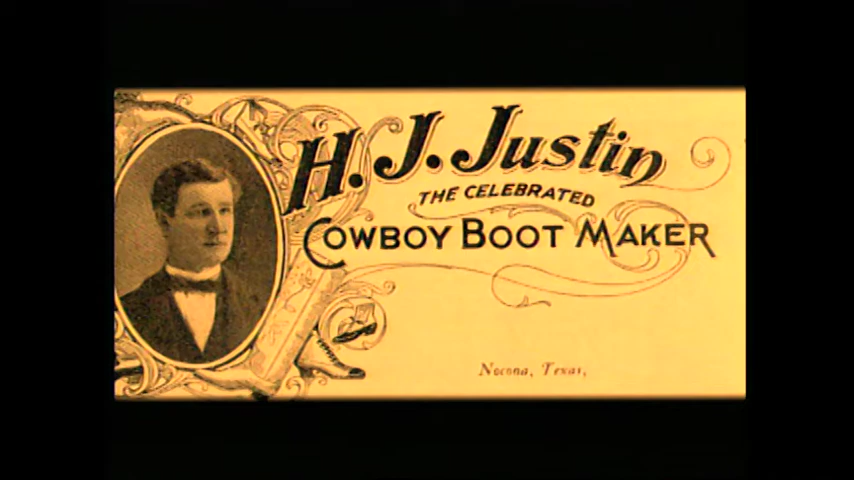 H. J. Justin
THE CELEBRATED
COWBOY BOOT MAKER
Nocona, Texas,